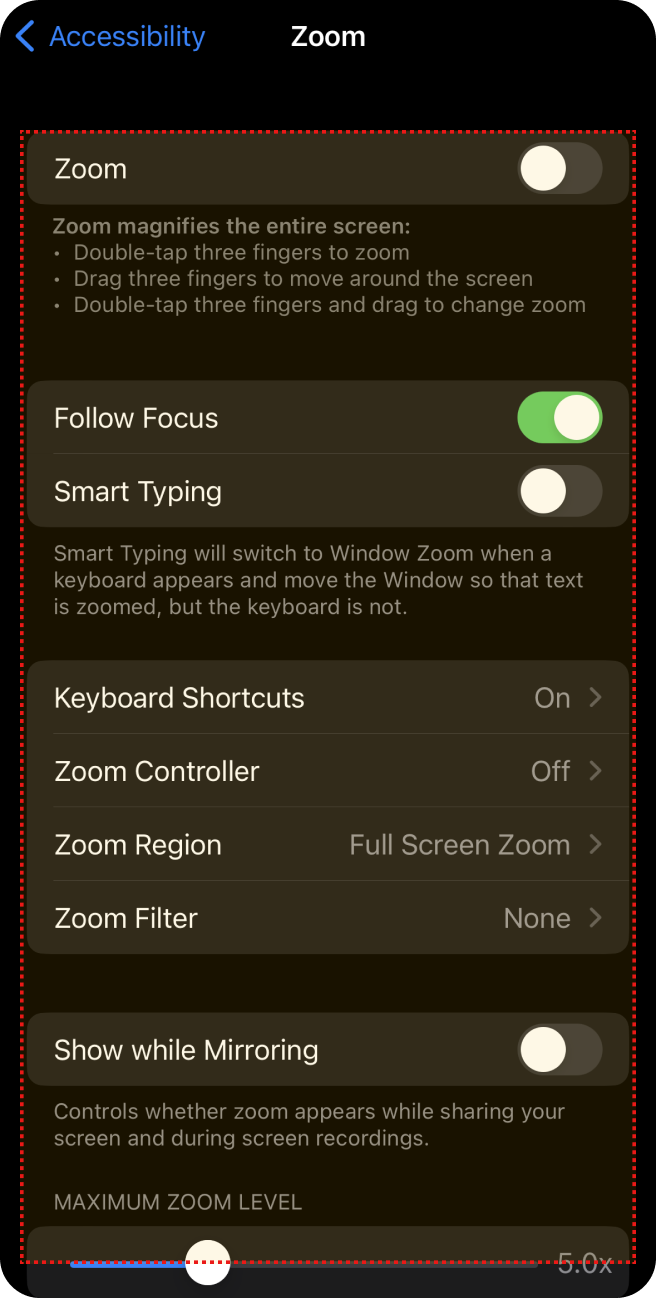 Accessibility
Zoom
Zoom
Zoom magnifies the entire screen:
• Double-tap three fingers to zoom
• Drag three fingers to move around the screen
• Double-tap three fingers and drag to change zoom
Follow Focus
Smart Typing
Smart Typing will switch to Window Zoom when a
keyboard appears and move the Window so that text
is zoomed, but the keyboard is not.
Keyboard Shortcuts On
Zoom Controller Off
Zoom Region Full Screen Zoom
Zoom Filter None
Show while Mirroring
Controls whether zoom appears while sharing your
screen and during screen recordings.
MAXIMUM ZOOM LEVEL
5.0x